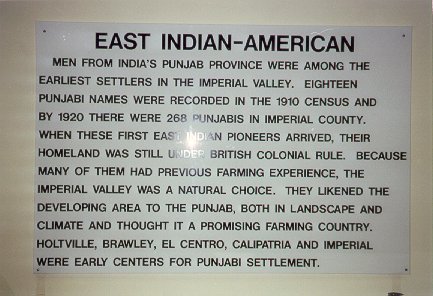 EAST INDIAN-AMERICAN
MEN FROM INDIA'S PUNJAB PROVINCE WERE AMONG THE
EARLIEST SETTLERS IN THE IMPERIAL VALLEY. EIGHTEEN
PUNJABI NAMES WERE RECORDED IN THE 1910 CENSUS AND
BY 1920 THERE WERE 268 PUNJABIS IN IMPERIAL COUNTY.
WHEN THESE FIRST EAST INDIAN PIONEERS ARRIVED, THEIR
HOMELAND WAS STILL UNDER BRITISH COLONIAL RULE. BECAUSE
MANY OF THEM HAD PREVIOUS FARMING EXPERIENCE, THE
IMPERIAL VALLEY WAS A NATURAL CHOICE. THEY LIKENED THE
DEVELOPING AREA TO THE PUNJAB, BOTH IN LANDSCAPE AND
CLIMATE AND THOUGHT IT A PROMISING FARMING COUNTRY.
HOLTVILLE, BRAWLEY, EL CENTRO, CALIPATRIA AND IMPERIAL
WERE EARLY CENTERS FOR PUNJABI SETTLEMENT.